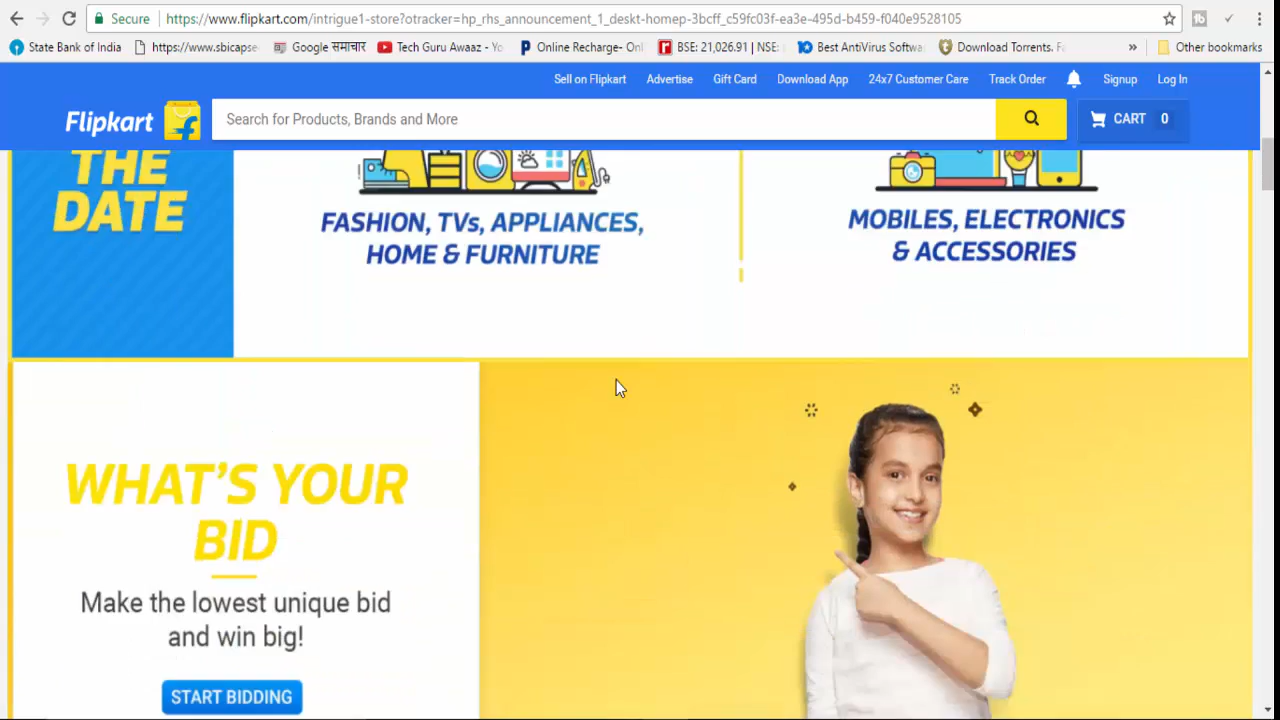 Secure
https://www.flipkart.com/intrigue1-store?otracker=hp_rhs_announcement_1_deskt-homep-3bcff_c59fc03f-ea3e-495d-b459-f040e9528105
State Bank of India
https://www.sbicapse
Google समाचार
Tech Guru Awaaz - Yo
Online Recharge- Onl
BSE: 21,026.91 | NSE:
Best AntiVirus Softwa
Download Torrents. Fa
»
Other bookmarks
Sell on Flipkart
Advertise
Gift Card
Download App
24x7 Customer Care
Track Order
Signup
Log In
Flipkart
Search for Products, Brands and More
CART 0
THE
DATE
FASHION, TVs, APPLIANCES,
HOME & FURNITURE
MOBILES, ELECTRONICS
& ACCESSORIES
WHAT'S YOUR
BID
Make the lowest unique bid
and win big!
START BIDDING